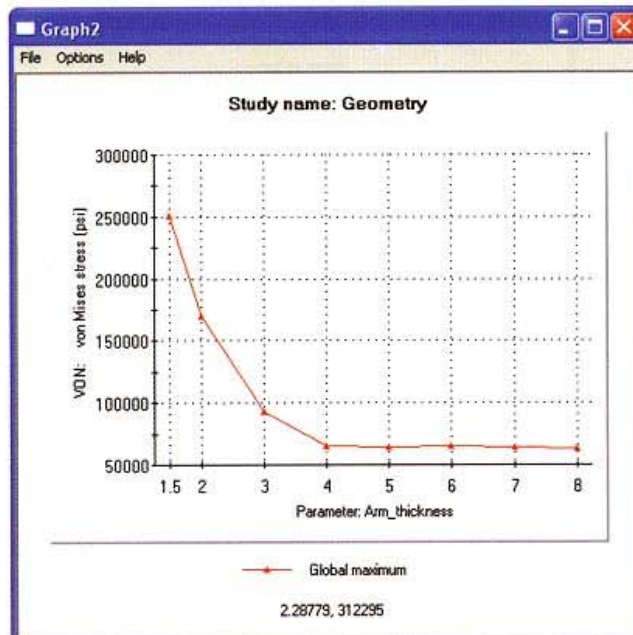 Graph2
File Options Help
Study name: Geometry
300000
250000
200000
150000
100000
50000
VON: von Mises stress (psi)
1.5 2 3 4 5 6 7 8
Parameter: Arm_thickness
Global maximum
2.28779, 312295